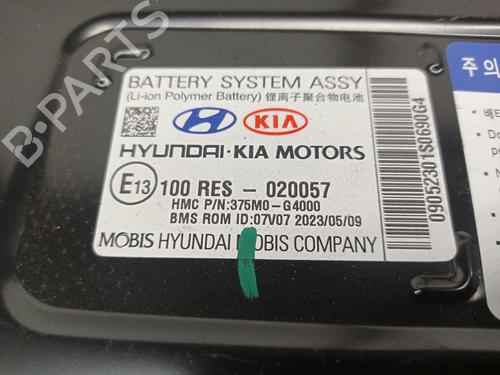 BATTERY SYSTEM ASSY
(Li-ion Polymer Battery) 锂离子聚合物电池
KIA
HYUNDAI · KIA MOTORS
E13 100 RES - 020057
HMC P/N:375M0-G4000
BMS ROM ID:07V07 2023/05/09
MOBIS HYUNDAI MOBIS COMPANY
09052301S0690G4
주의
B-PARTS